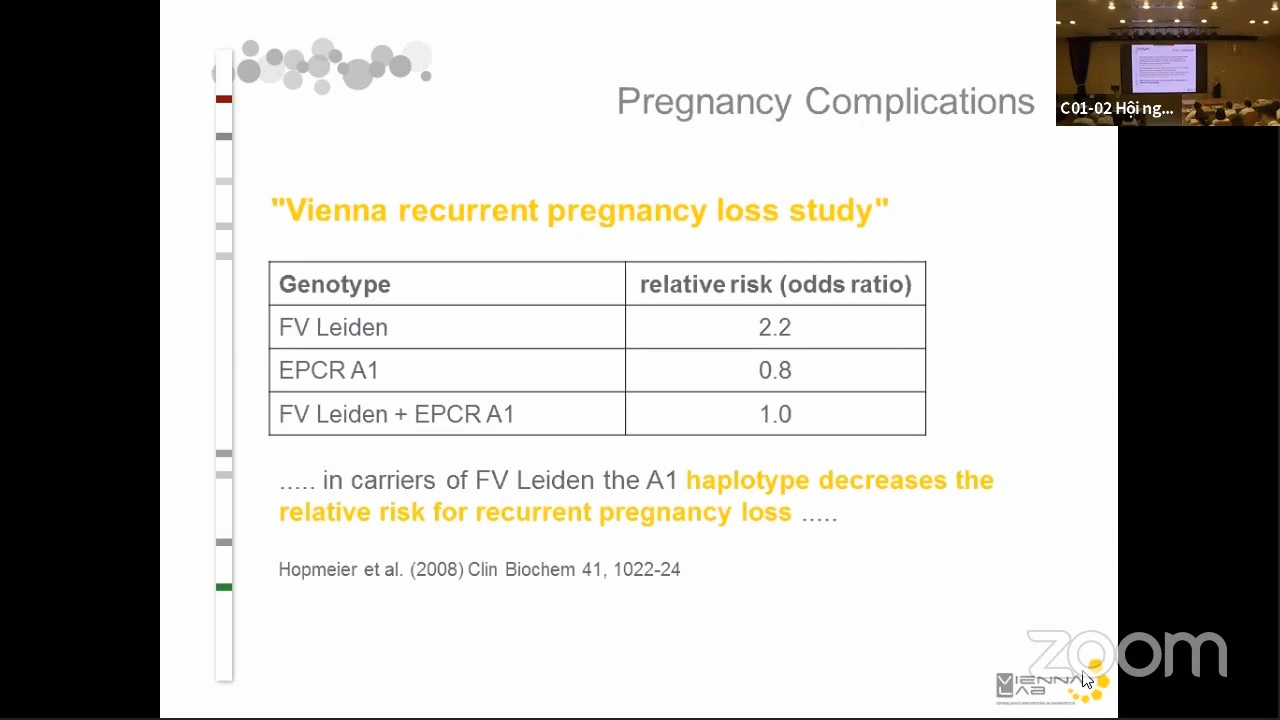 Pregnancy Complications
C01-02 Hội ng...
"Vienna recurrent pregnancy loss study"
Genotype relative risk (odds ratio)
FV Leiden 2.2
EPCR A1 0.8
FV Leiden + EPCR A1 1.0
..... in carriers of FV Leiden the A1 haplotype decreases the
relative risk for recurrent pregnancy loss .....
Hopmeier et al. (2008) Clin Biochem 41, 1022-24
zoom
VIENNA
LAB